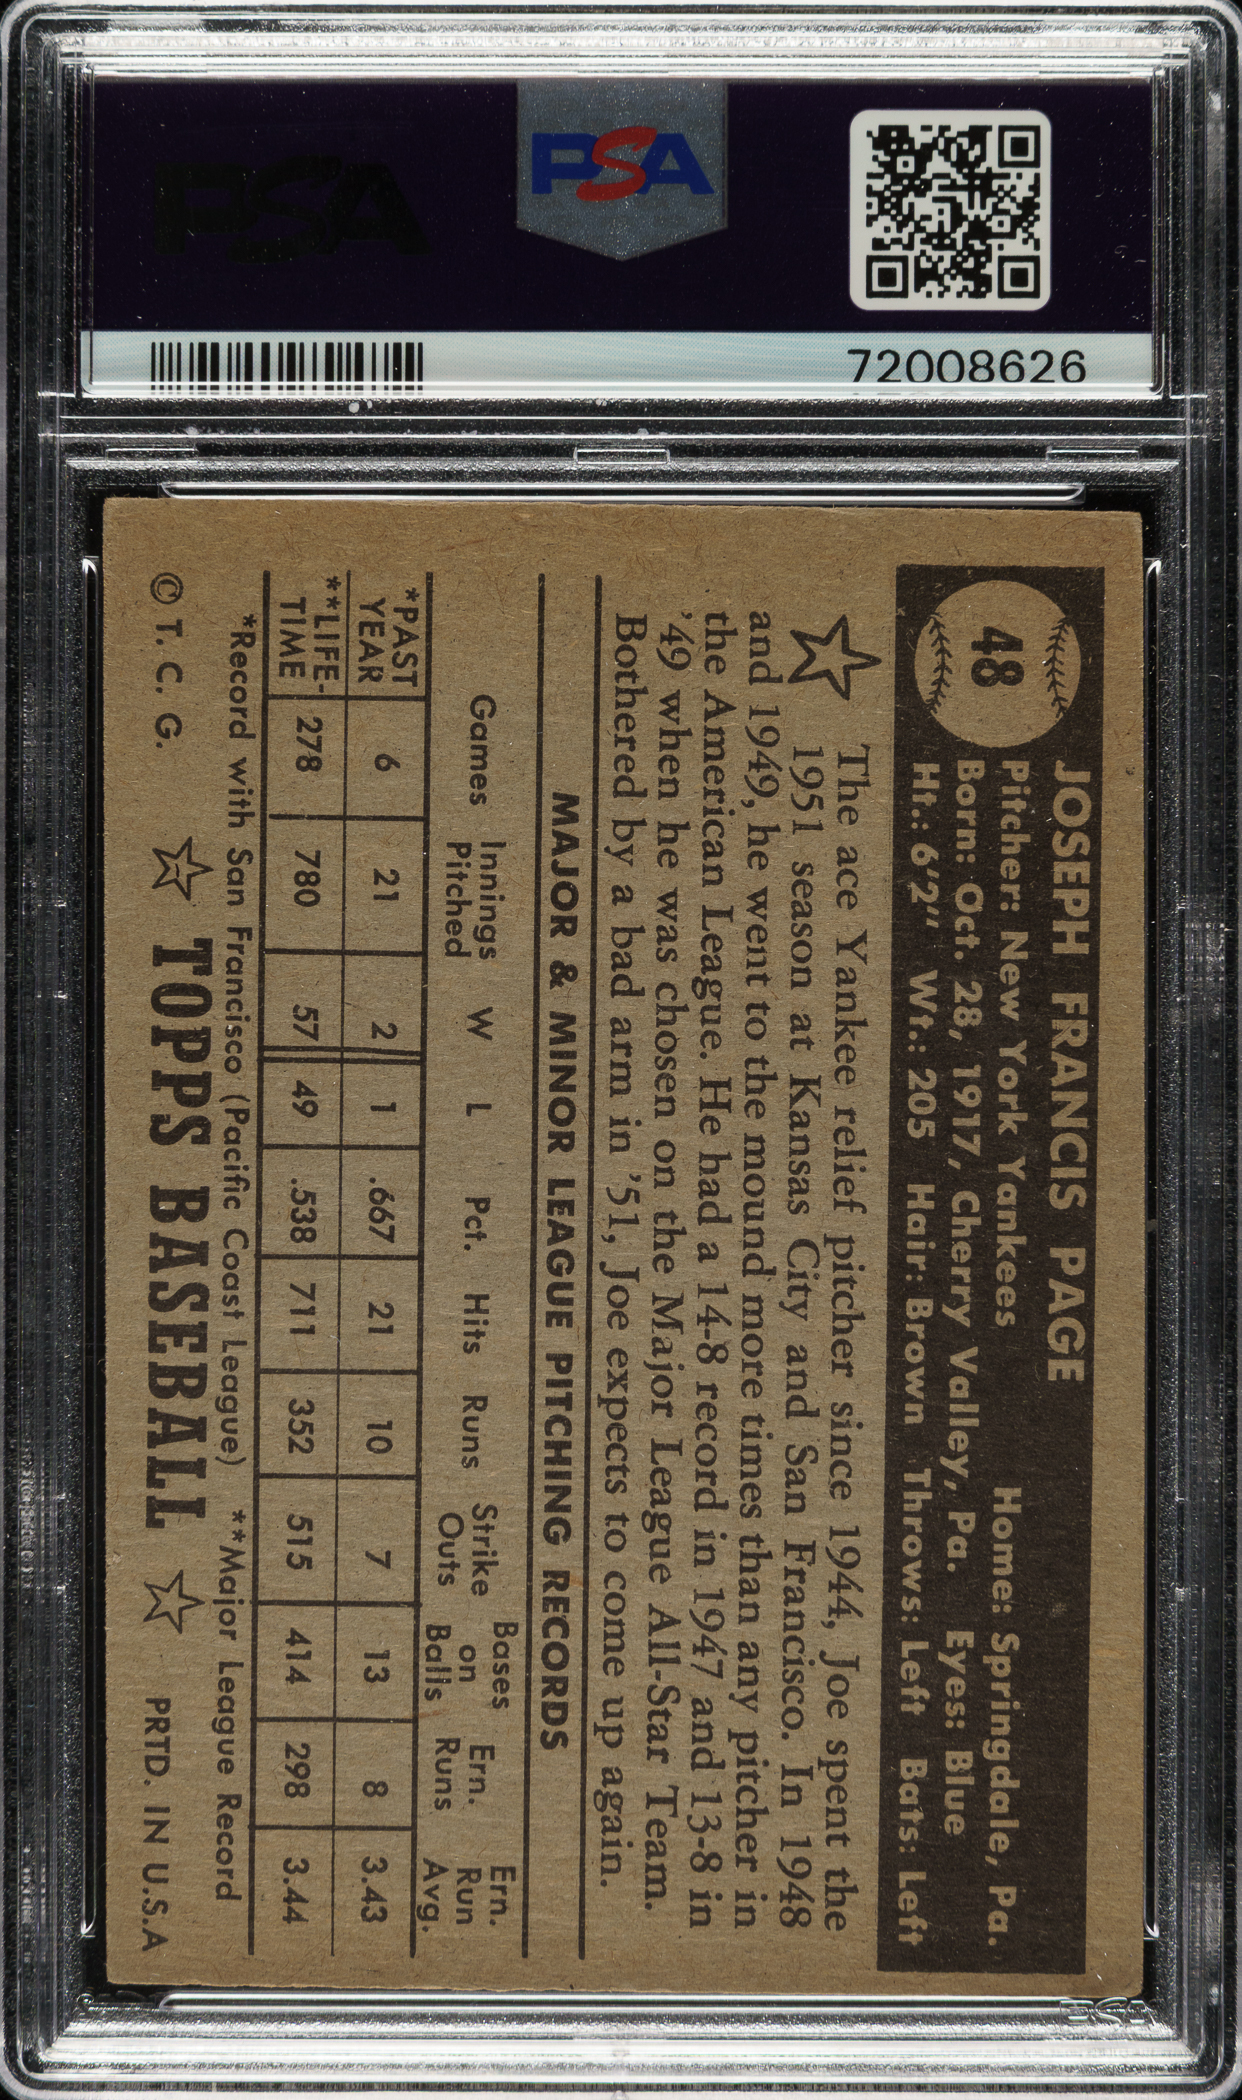 PSA
PSA
72008626
48
JOSEPH FRANCIS PAGE
Pitcher: New York Yankees Home: Springdale, Pa.
Born: Oct. 28, 1917, Cherry Valley, Pa. Eyes: Blue
Ht.: 6'2" Wt.: 205 Hair: Brown Throws: Left Bats: Left
The ace Yankee relief pitcher since 1944, Joe spent the
1951 season at Kansas City and San Francisco. In 1948
and 1949, he went to the mound more times than any pitcher in
the American League. He had a 14-8 record in 1947 and 13-8 in
'49 when he was chosen on the Major League All-Star Team.
Bothered by a bad arm in '51, Joe expects to come up again.
MAJOR & MINOR LEAGUE PITCHING RECORDS
Games Innings Pitched W L Pct. Hits Runs Strike Outs Bases on Balls Ern. Runs Ern. Run Avg.
*PAST YEAR 6 21 2 1 .667 21 10 7 13 8 3.43
**LIFE-TIME 278 780 57 49 .538 711 352 515 414 298 3.44
*Record with San Francisco (Pacific Coast League) **Major League Record
© T. C. G. TOPPS BASEBALL PRTD. IN U.S.A
PSA